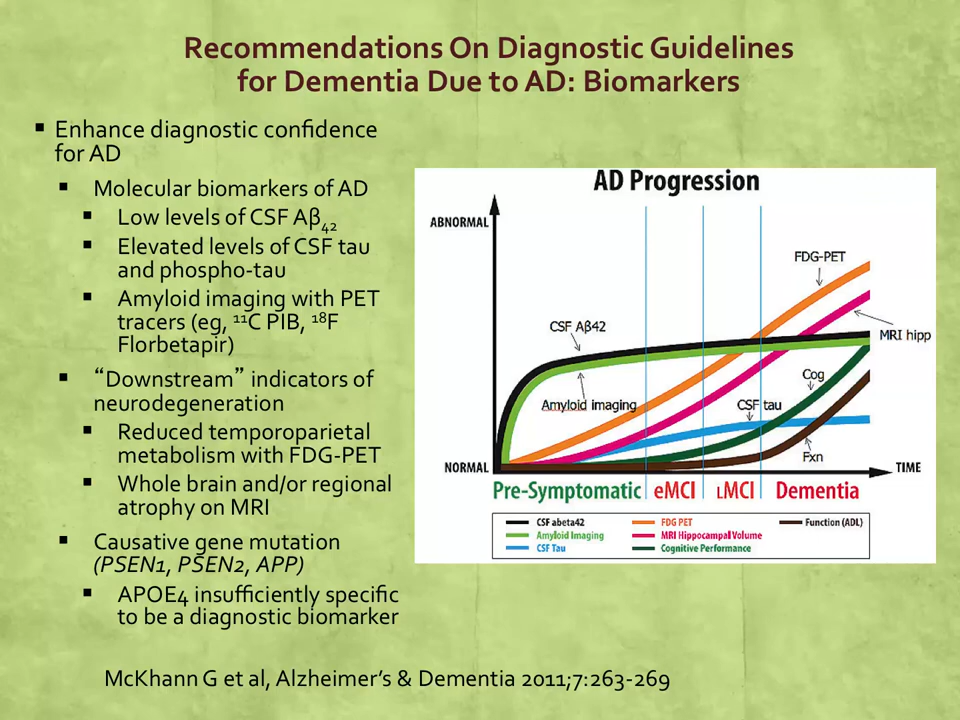 Recommendations On Diagnostic Guidelines
for Dementia Due to AD: Biomarkers
▪ Enhance diagnostic confidence
for AD
▪ Molecular biomarkers of AD
▪ Low levels of CSF Aβ42
▪ Elevated levels of CSF tau
and phospho-tau
▪ Amyloid imaging with PET
tracers (eg, ¹¹C PIB, ¹⁸F
Florbetapir)
▪ “Downstream” indicators of
neurodegeneration
▪ Reduced temporoparietal
metabolism with FDG-PET
▪ Whole brain and/or regional
atrophy on MRI
▪ Causative gene mutation
(PSEN1, PSEN2, APP)
▪ APOE4 insufficiently specific
to be a diagnostic biomarker
AD Progression
ABNORMAL
FDG-PET
CSF Aβ42
MRI hipp
Cog
Amyloid imaging
CSF tau
Fxn
NORMAL
TIME
Pre-Symptomatic eMCI LMCI Dementia
CSF abeta42
Amyloid Imaging
CSF Tau
FDG PET
MRI Hippocampal Volume
Cognitive Performance
Function (ADL)
McKhann G et al, Alzheimer’s & Dementia 2011;7:263-269